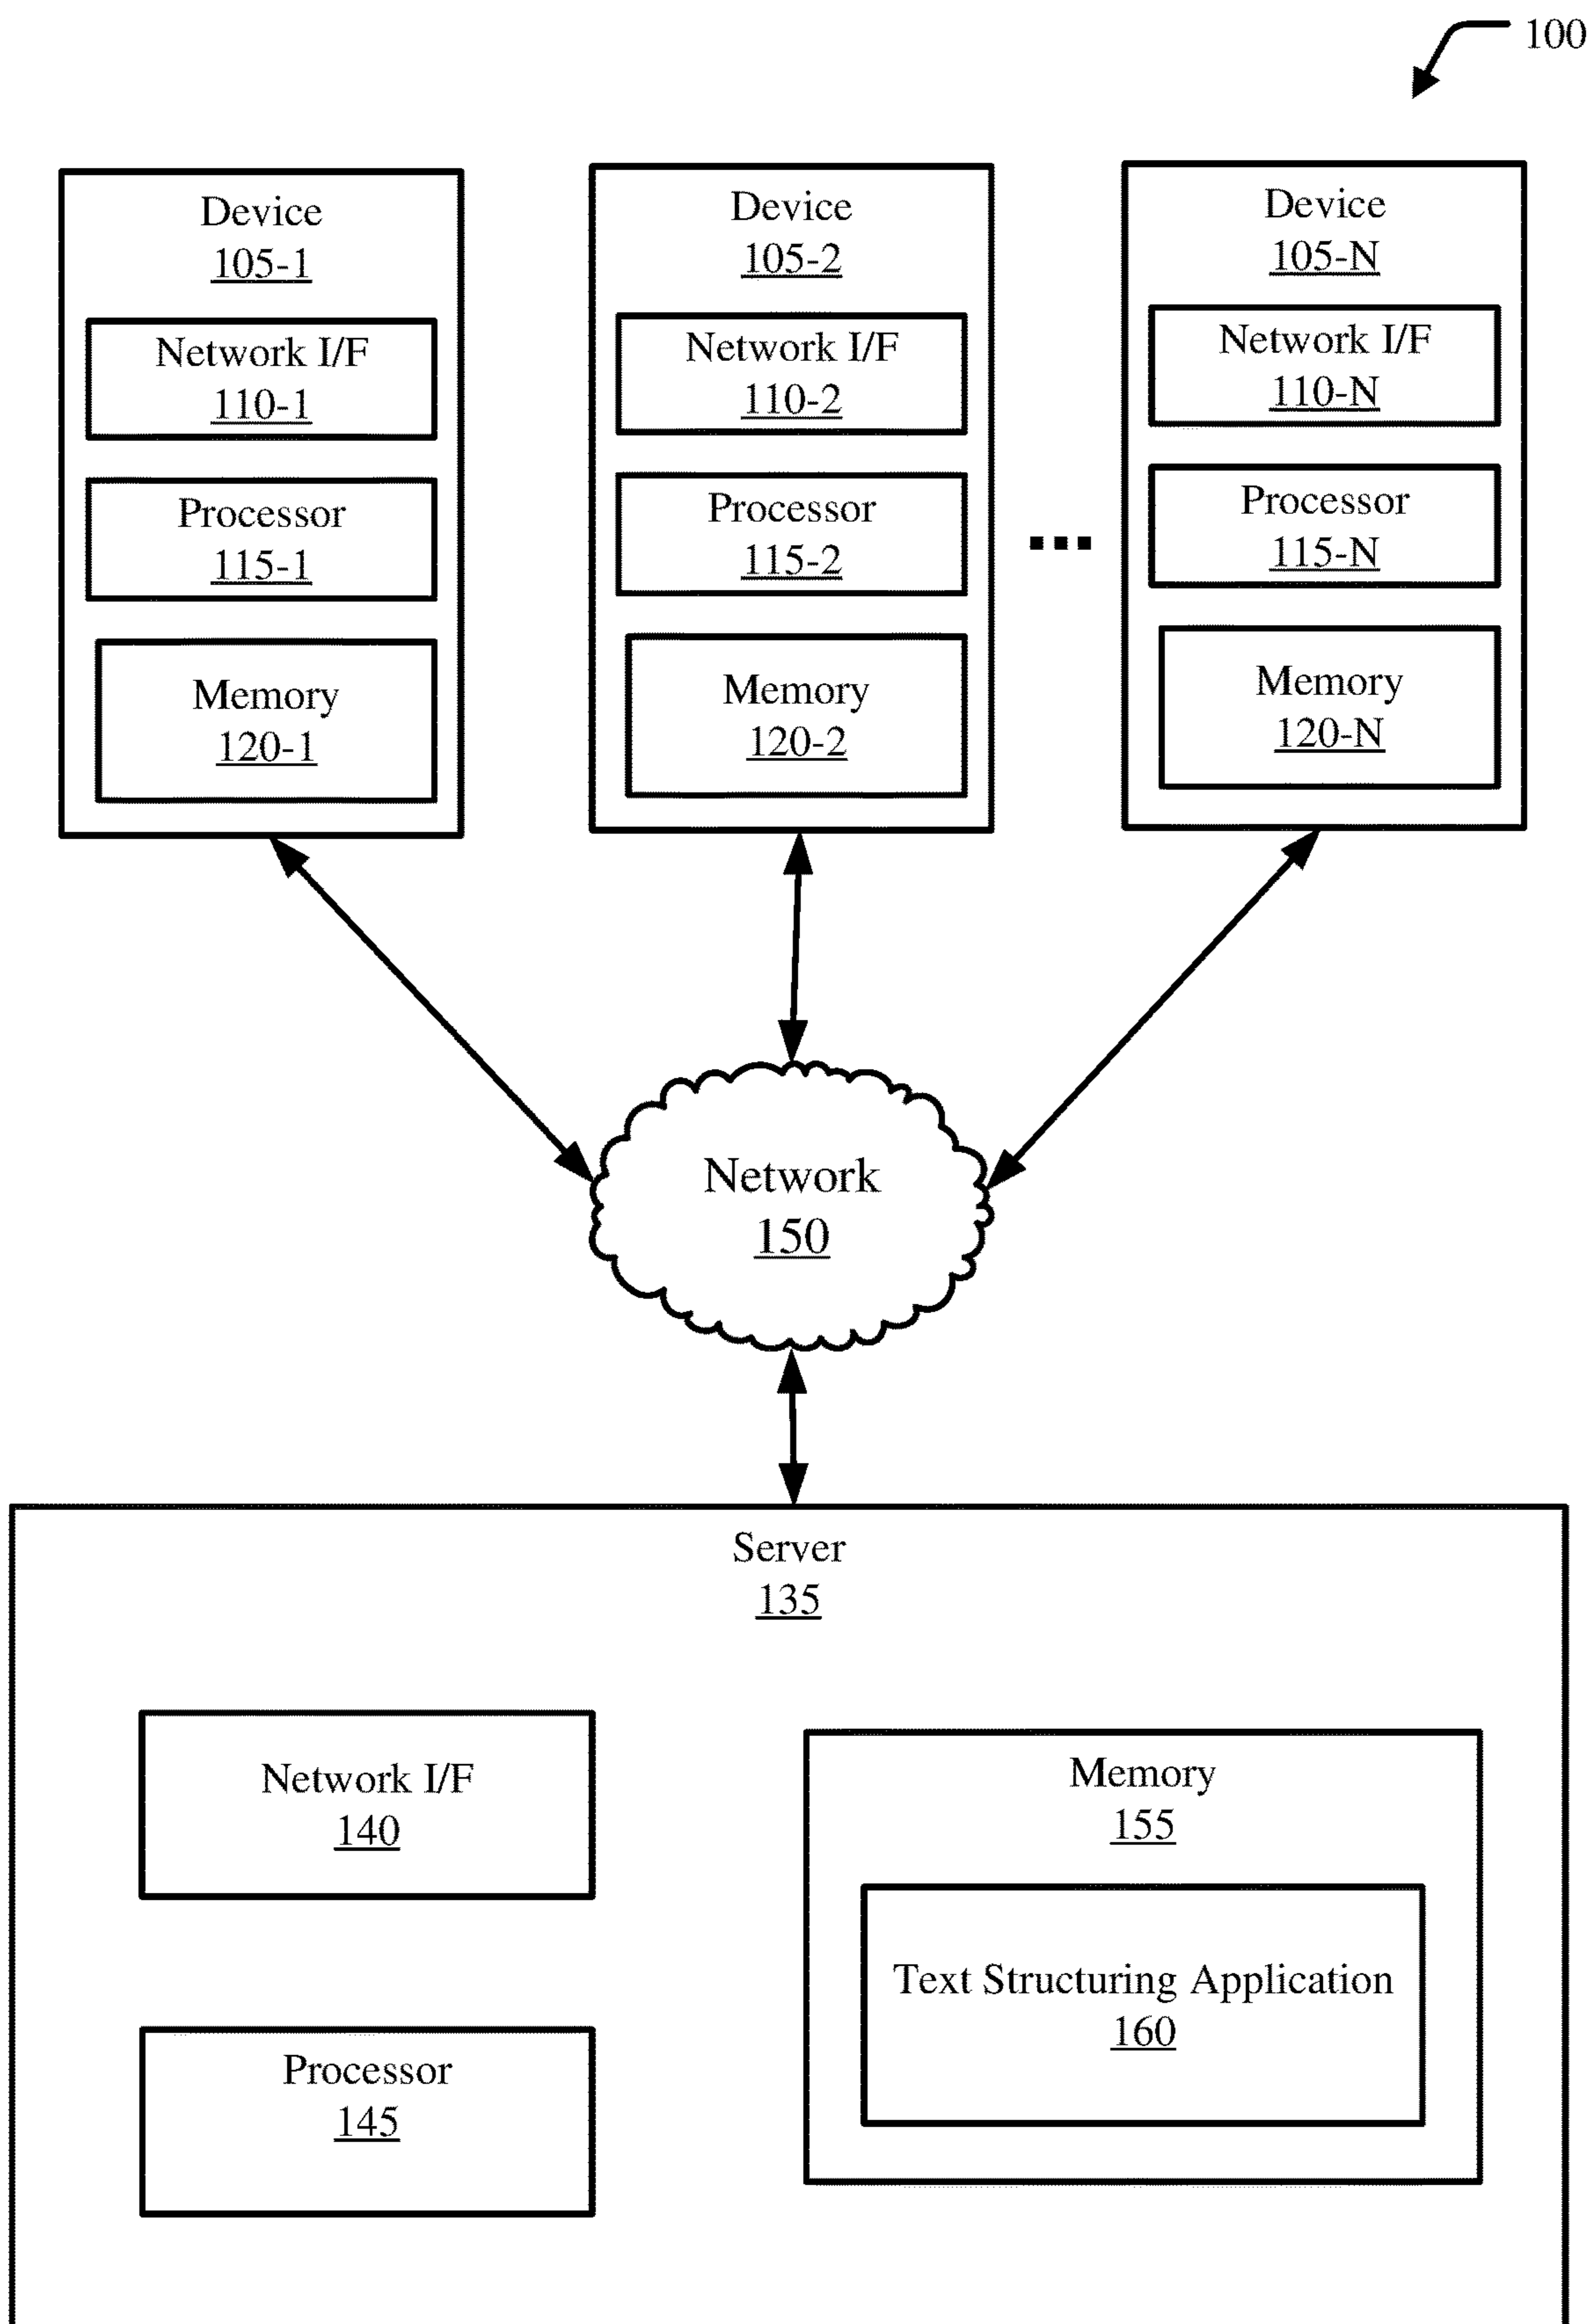 100
Device
105-1
Network I/F
110-1
Processor
115-1
Memory
120-1
Device
105-2
Network I/F
110-2
Processor
115-2
Memory
120-2
...
Device
105-N
Network I/F
110-N
Processor
115-N
Memory
120-N
Network
150
Server
135
Network I/F
140
Processor
145
Memory
155
Text Structuring Application
160